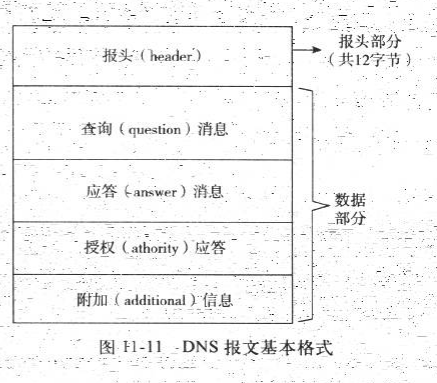 报头（header）
报头部分
（共12字节）
查询（question）消息
应答（answer）消息
数据
部分
授权（athority）应答
附加（additional）信息
图 11-11 DNS 报文基本格式